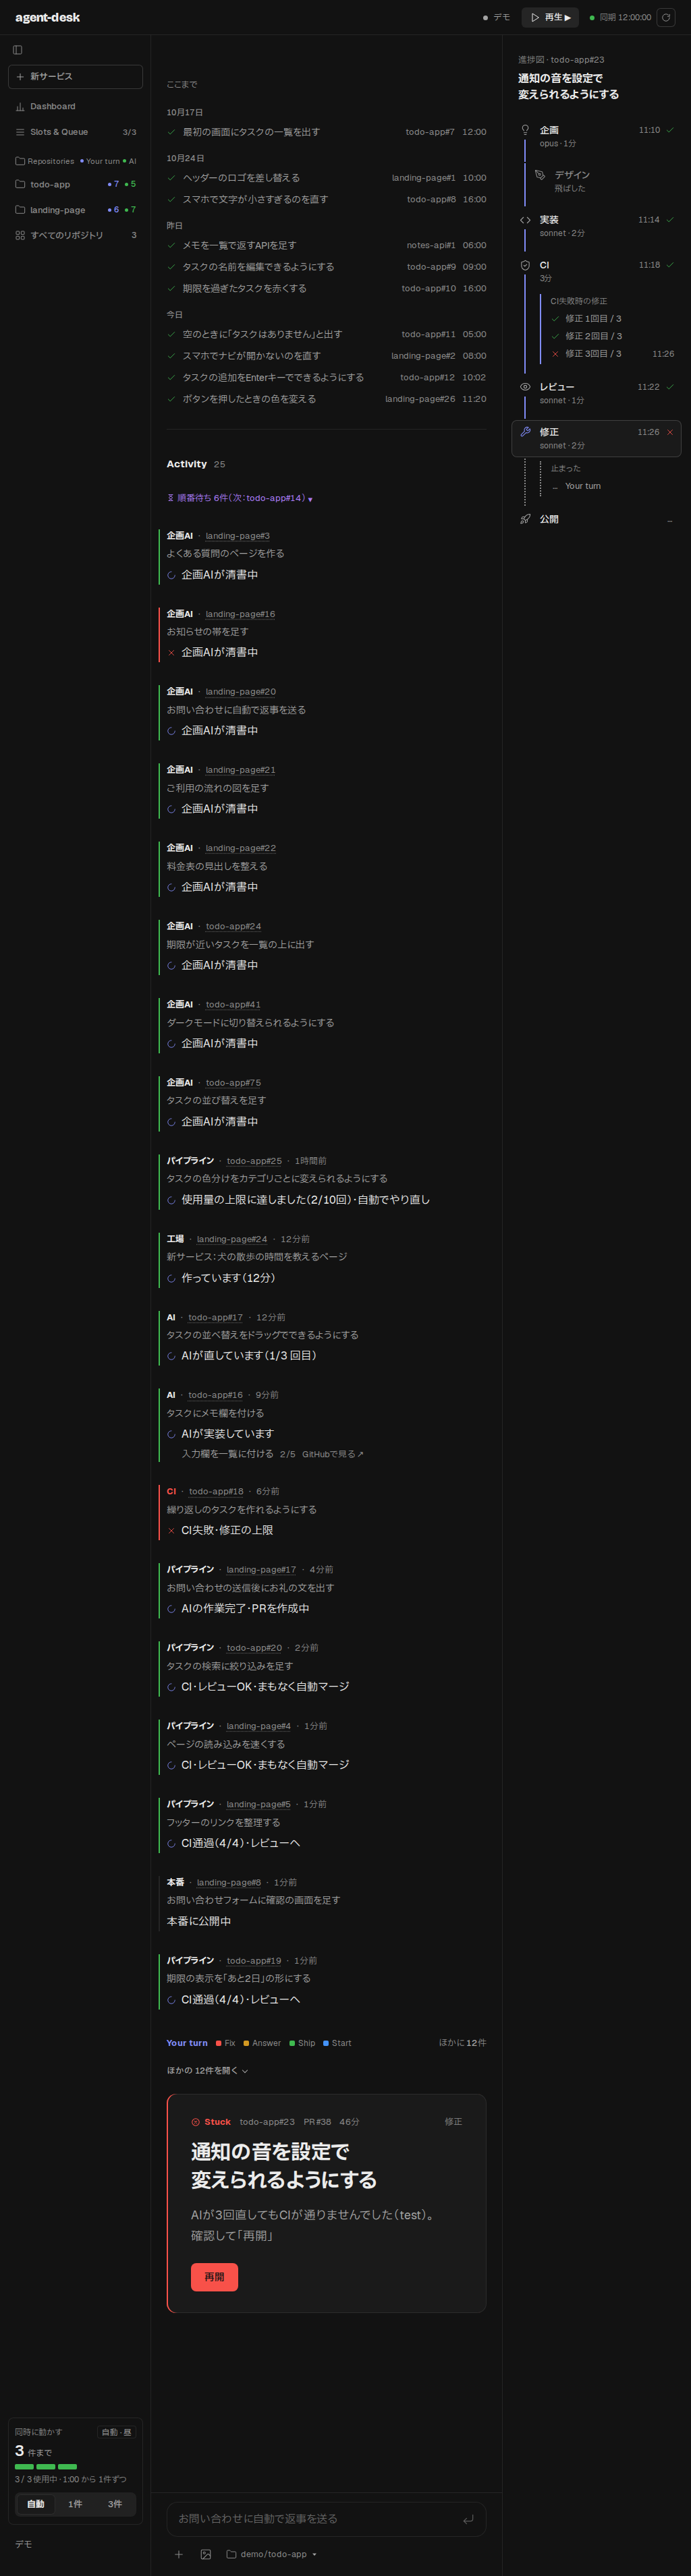 agent-desk
デモ
再生 ▶
同期 12:00:00
新サービス
Dashboard
Slots & Queue 3/3
Repositories Your turn AI
todo-app 7 5
landing-page 6 7
すべてのリポジトリ 3
同時に動かす 自動・昼
3 件まで
3 / 3 使用中・1:00 から 1件ずつ
自動 1件 3件
デモ
ここまで
10月17日
最初の画面にタスクの一覧を出す todo-app#7 12:00
10月24日
ヘッダーのロゴを差し替える landing-page#1 10:00
スマホで文字が小さすぎるのを直す todo-app#8 16:00
昨日
メモを一覧で返すAPIを足す notes-api#1 06:00
タスクの名前を編集できるようにする todo-app#9 09:00
期限を過ぎたタスクを赤くする todo-app#10 16:00
今日
空のときに「タスクはありません」と出す todo-app#11 05:00
スマホでナビが開かないのを直す landing-page#2 08:00
タスクの追加をEnterキーでできるようにする todo-app#12 10:02
ボタンを押したときの色を変える landing-page#26 11:20
Activity 25
順番待ち 6件（次：todo-app#14）▾
企画AI · landing-page#3
よくある質問のページを作る
企画AIが清書中
企画AI · landing-page#16
お知らせの帯を足す
企画AIが清書中
企画AI · landing-page#20
お問い合わせに自動で返事を送る
企画AIが清書中
企画AI · landing-page#21
ご利用の流れの図を足す
企画AIが清書中
企画AI · landing-page#22
料金表の見出しを整える
企画AIが清書中
企画AI · todo-app#24
期限が近いタスクを一覧の上に出す
企画AIが清書中
企画AI · todo-app#41
ダークモードに切り替えられるようにする
企画AIが清書中
企画AI · todo-app#75
タスクの並び替えを足す
企画AIが清書中
パイプライン · todo-app#25 · 1時間前
タスクの色分けをカテゴリごとに変えられるようにする
使用量の上限に達しました（2/10回）・自動でやり直し
工場 · landing-page#24 · 12分前
新サービス：犬の散歩の時間を教えるページ
作っています（12分）
AI · todo-app#17 · 12分前
タスクの並べ替えをドラッグでできるようにする
AIが直しています（1/3 回目）
AI · todo-app#16 · 9分前
タスクにメモ欄を付ける
AIが実装しています
入力欄を一覧に付ける 2/5 GitHubで見る↗
CI · todo-app#18 · 6分前
繰り返しのタスクを作れるようにする
CI失敗・修正の上限
パイプライン · landing-page#17 · 4分前
お問い合わせの送信後にお礼の文を出す
AIの作業完了・PRを作成中
パイプライン · todo-app#20 · 2分前
タスクの検索に絞り込みを足す
CI・レビューOK・まもなく自動マージ
パイプライン · landing-page#4 · 1分前
ページの読み込みを速くする
CI・レビューOK・まもなく自動マージ
パイプライン · landing-page#5 · 1分前
フッターのリンクを整理する
CI通過（4/4）・レビューへ
本番 · landing-page#8 · 1分前
お問い合わせフォームに確認の画面を足す
本番に公開中
パイプライン · todo-app#19 · 1分前
期限の表示を「あと2日」の形にする
CI通過（4/4）・レビューへ
Your turn Fix Answer Ship Start ほかに 12件
ほかの 12件を開く
Stuck todo-app#23 PR #38 46分 修正
通知の音を設定で
変えられるようにする
AIが3回直してもCIが通りませんでした（test）。
確認して「再開」
再開
お問い合わせに自動で返事を送る
demo/todo-app
進捗図 · todo-app#23
通知の音を設定で
変えられるようにする
企画 11:10
opus · 1分
デザイン
飛ばした
実装 11:14
sonnet · 2分
CI 11:18
3分
CI失敗時の修正
修正 1回目 / 3
修正 2回目 / 3
修正 3回目 / 3 11:26
レビュー 11:22
sonnet · 1分
修正 11:26
sonnet · 2分
止まった
… Your turn
公開 …